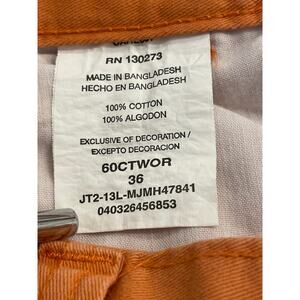 RN 130273
MADE IN BANGLADESH
HECHO EN BANGLADESH
100% COTTON
100% ALGODON
EXCLUSIVE OF DECORATION /
EXCEPTO DECORACION
60CTWOR
36
JT2-13L-MJMH47841
040326456853